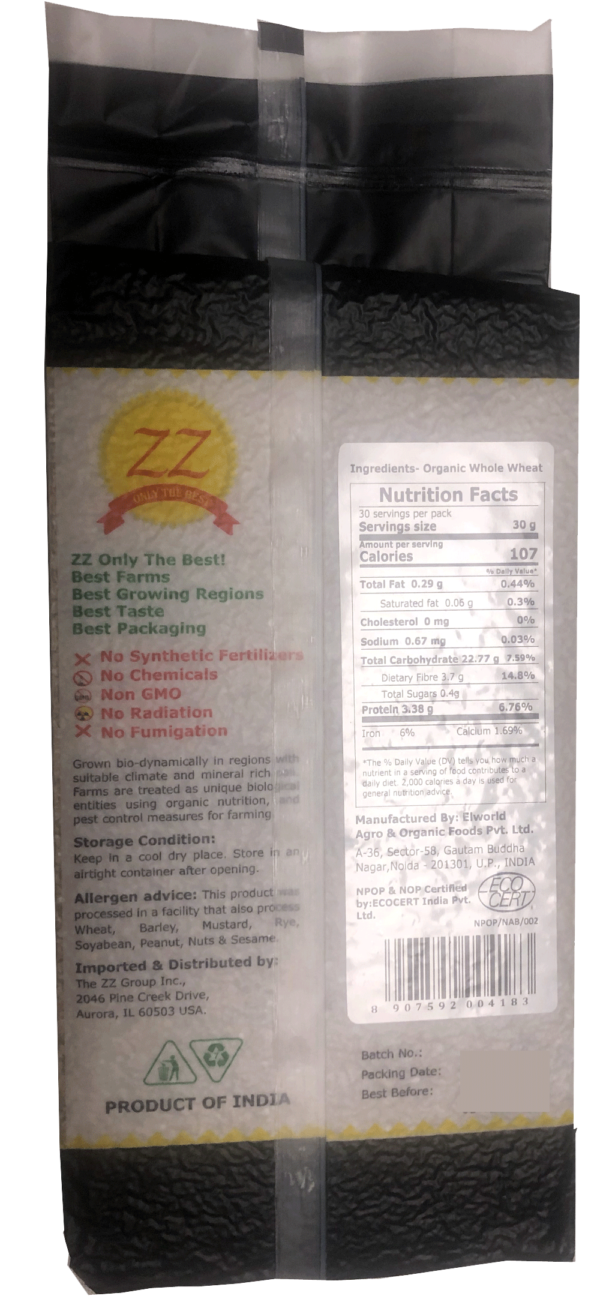 ZZ
ONLY THE BEST
ZZ Only The Best!
Best Farms
Best Growing Regions
Best Taste
Best Packaging
No Synthetic Fertilizers
No Chemicals
Non GMO
No Radiation
No Fumigation
Grown bio-dynamically in regions with
suitable climate and mineral rich
Farms are treated as unique biological
entities using organic nutrition, and
pest control measures for farming
Storage Condition:
Keep in a cool dry place. Store in an
airtight container after opening.
Allergen advice: This product was
processed in a facility that also process
Wheat, Barley, Mustard, Rye,
Soyabean, Peanut, Nuts & Sesame.
Imported & Distributed by:
The ZZ Group Inc.,
2046 Pine Creek Drive,
Aurora, IL 60503 USA.
PRODUCT OF INDIA
Ingredients- Organic Whole Wheat
Nutrition Facts
30 servings per pack
Servings size 30 g
Amount per serving
Calories 107
% Daily Value*
Total Fat 0.29 g 0.44%
Saturated fat 0.06 g 0.3%
Cholesterol 0 mg 0%
Sodium 0.67 mg 0.03%
Total Carbohydrate 22.77 g 7.59%
Dietary Fibre 3.7 g 14.8%
Total Sugars 0.4g
Protein 3.38 g 6.76%
Iron 6% Calcium 1.69%
*The % Daily Value (DV) tells you how much a
nutrient in a serving of food contributes to a
daily diet. 2,000 calories a day is used for
general nutrition advice.
Manufactured By: Elworld
Agro & Organic Foods Pvt. Ltd.
A-36, Sector-58, Gautam Buddha
Nagar,Noida - 201301, U.P., INDIA
NPOP & NOP Certified
by:ECOCERT India Pvt.
Ltd.
ECO
CERT
NPOP/NAB/002
8 907592 004183
Batch No.:
Packing Date:
Best Before: